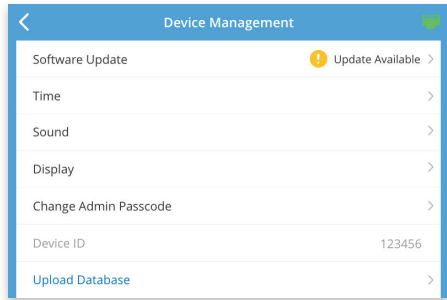 Device Management
Software Update ! Update Available
Time
Sound
Display
Change Admin Passcode
Device ID 123456
Upload Database